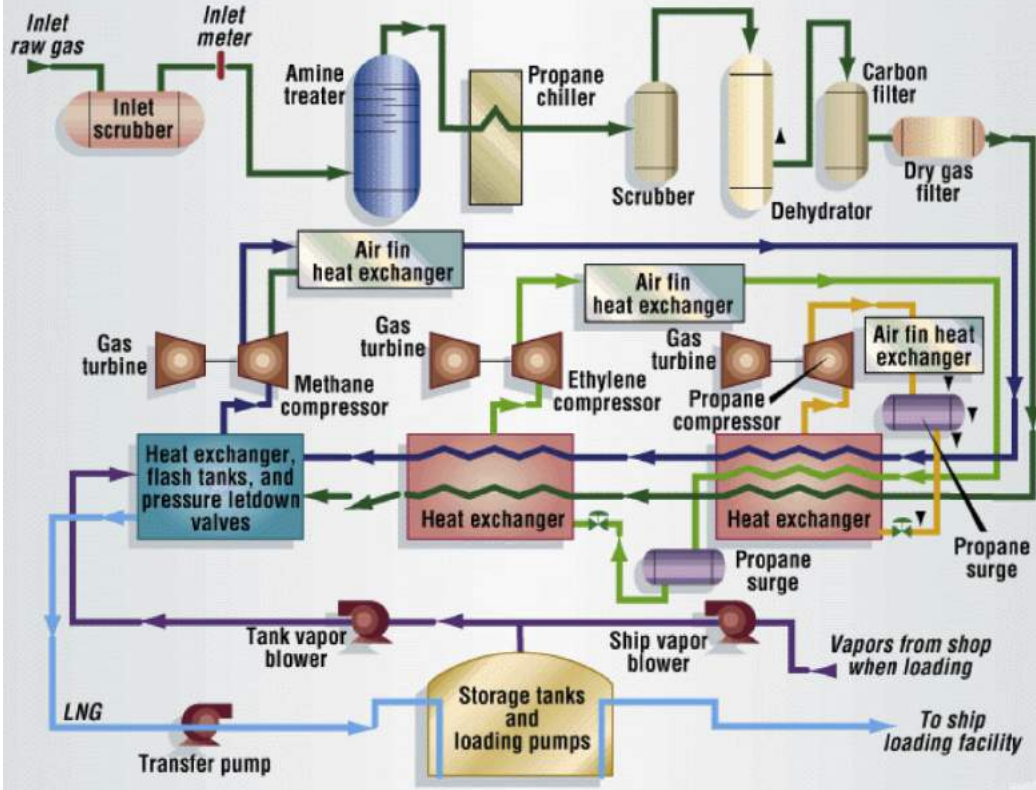 Inlet
raw gas
Inlet
meter
Inlet
scrubber
Amine
treater
Propane
chiller
Scrubber
Dehydrator
Carbon
filter
Dry gas
filter
Air fin
heat exchanger
Air fin
heat exchanger
Air fin heat
exchanger
Gas
turbine
Methane
compressor
Gas
turbine
Ethylene
compressor
Gas
turbine
Propane
compressor
Heat exchanger,
flash tanks, and
pressure letdown
valves
Heat exchanger
Heat exchanger
Propane
surge
Propane
surge
Tank vapor
blower
Ship vapor
blower
Vapors from shop
when loading
LNG
Transfer pump
Storage tanks
and
loading pumps
To ship
loading facility